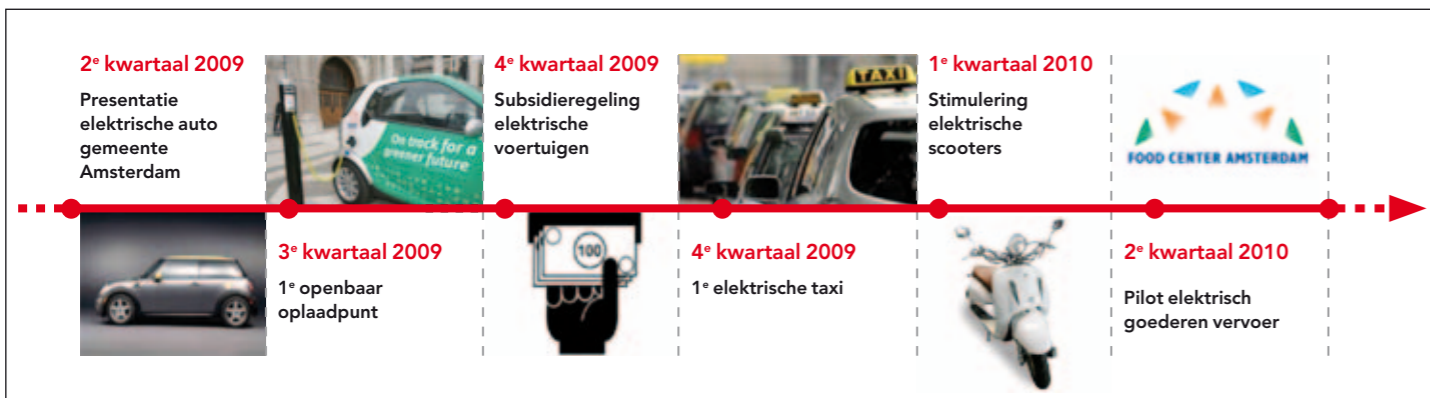 2e kwartaal 2009
Presentatie
elektrische auto
gemeente
Amsterdam
On track for a
greener future
3e kwartaal 2009
1e openbaar
oplaadpunt
4e kwartaal 2009
Subsidieregeling
elektrische
voertuigen
100
TAXI
4e kwartaal 2009
1e elektrische taxi
1e kwartaal 2010
Stimulering
elektrische
scooters
FOOD CENTER AMSTERDAM
2e kwartaal 2010
Pilot elektrisch
goederen vervoer